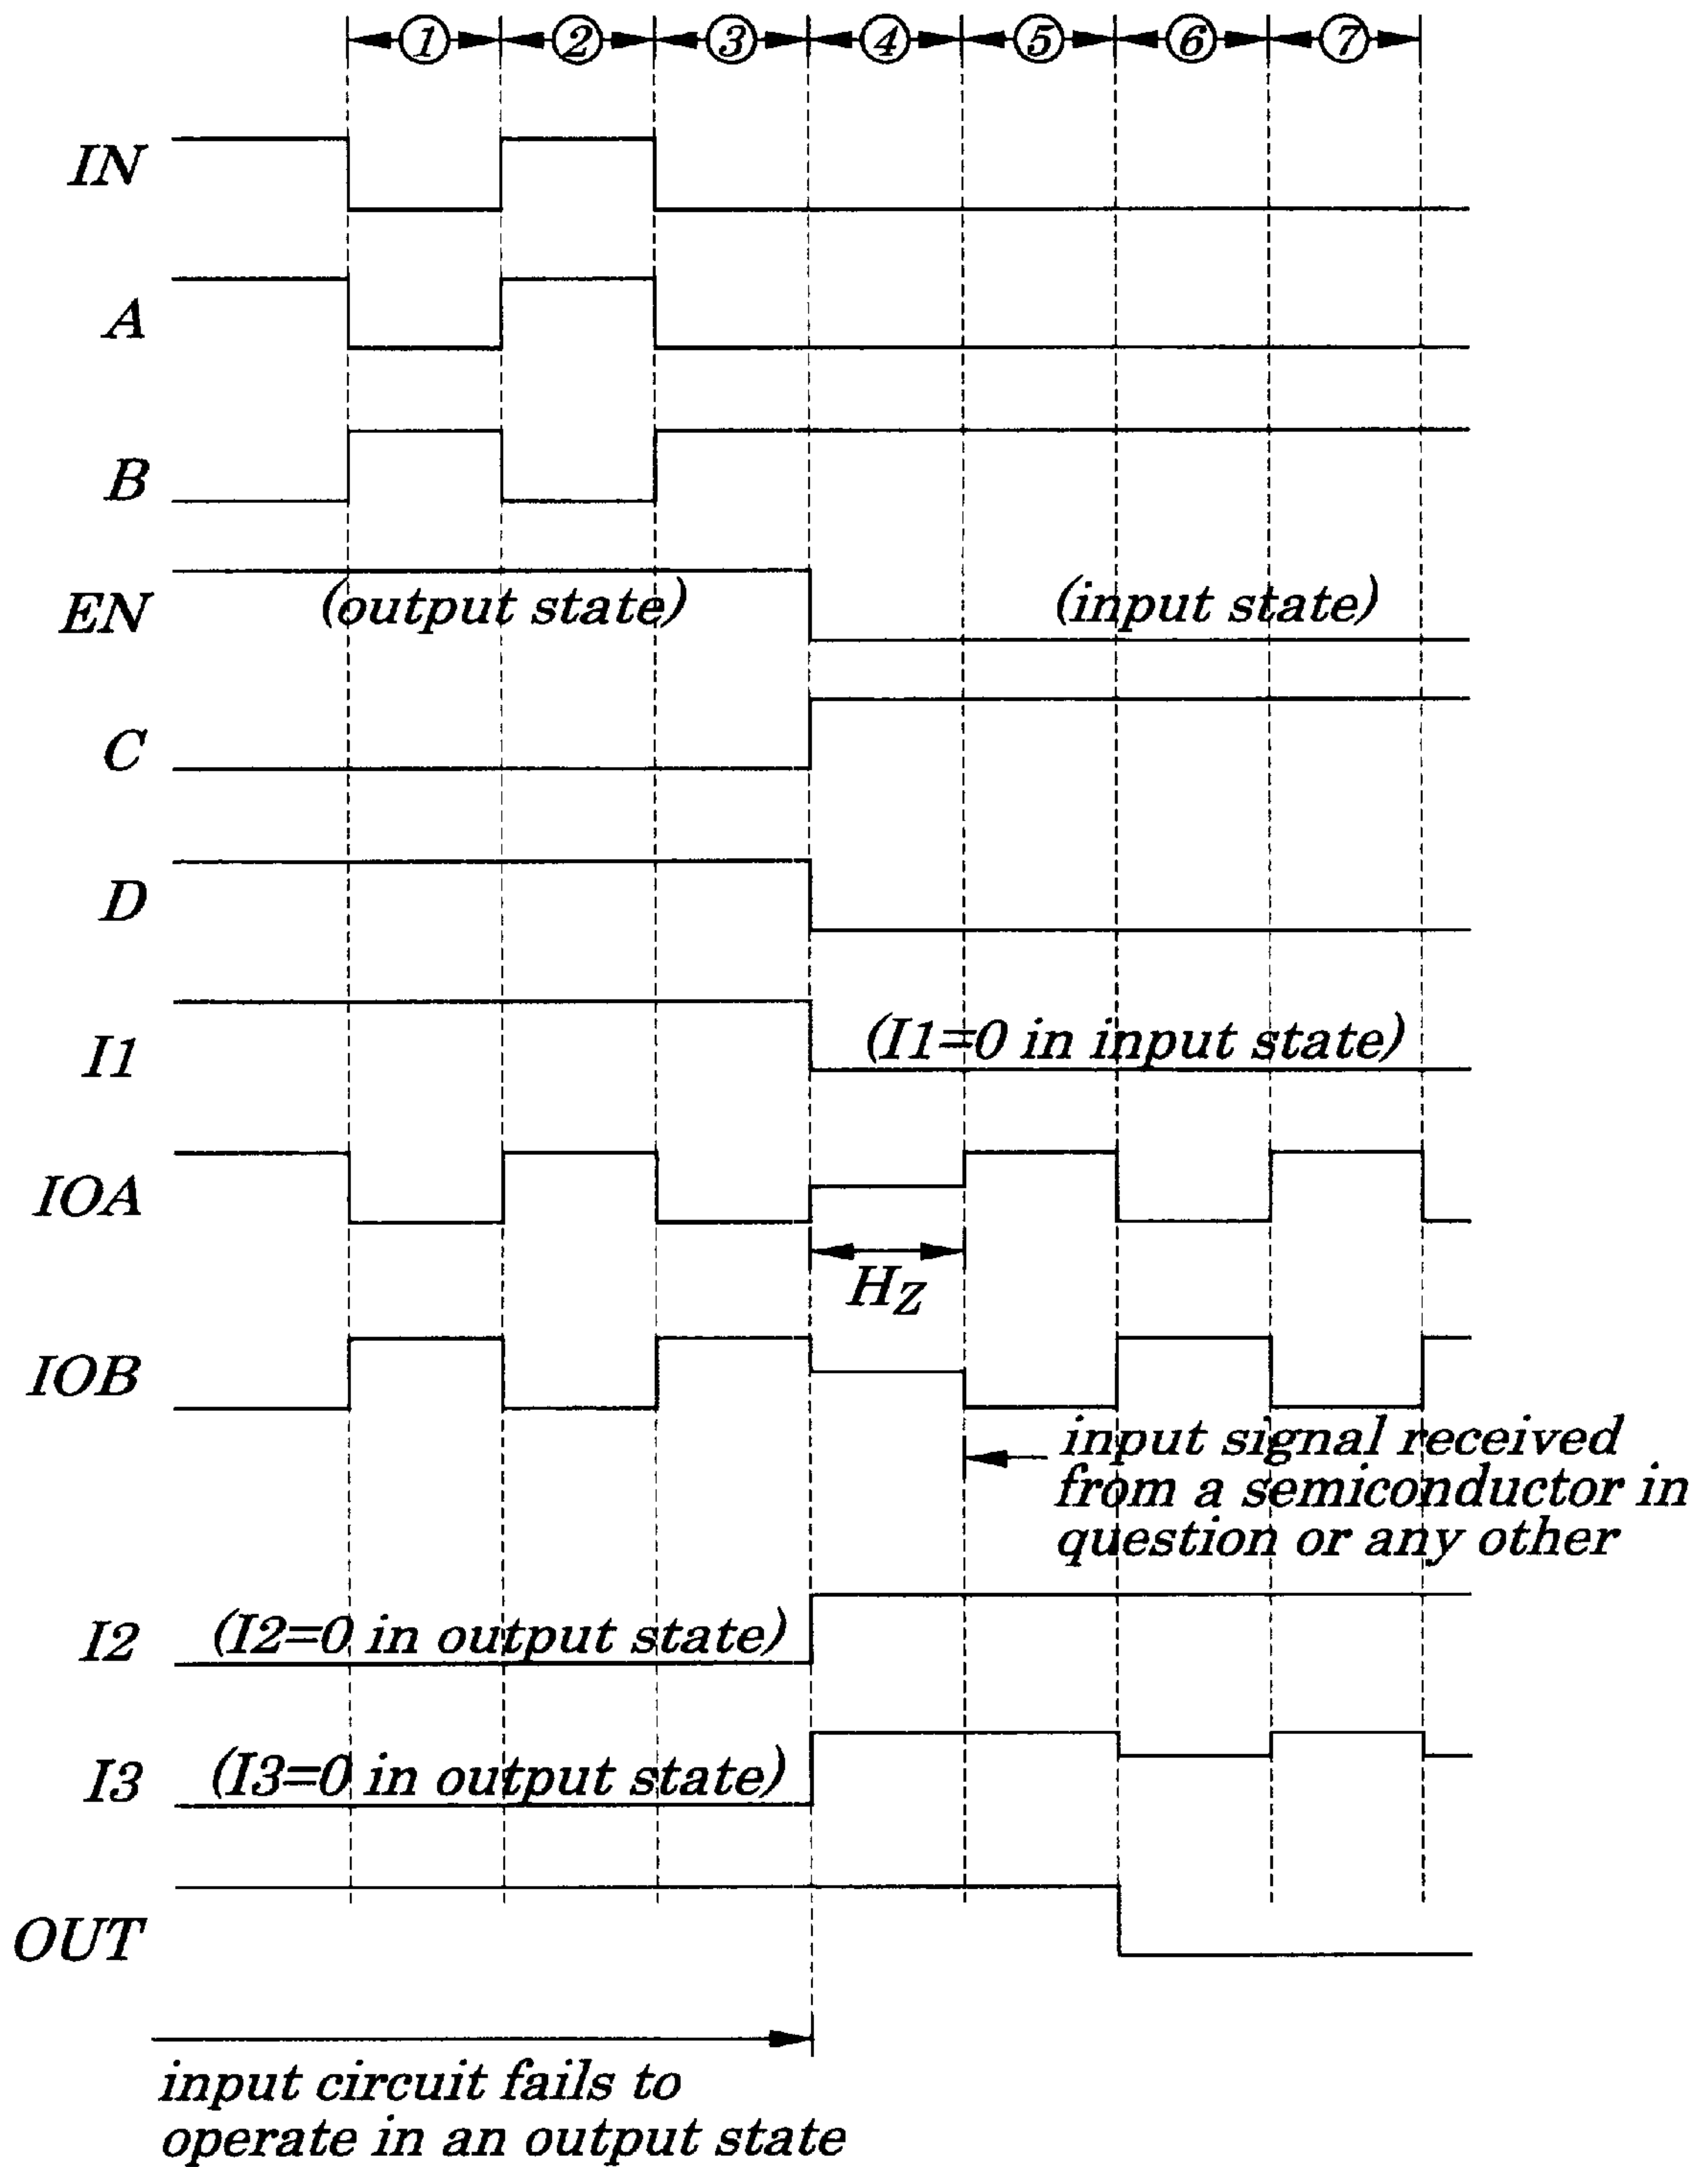 ① ② ③ ④ ⑤ ⑥ ⑦
IN
A
B
EN (output state) (input state)
C
D
I1 (I1=0 in input state)
IOA
HZ
IOB
input signal received
from a semiconductor in
question or any other
I2 (I2=0 in output state)
I3 (I3=0 in output state)
OUT
input circuit fails to
operate in an output state